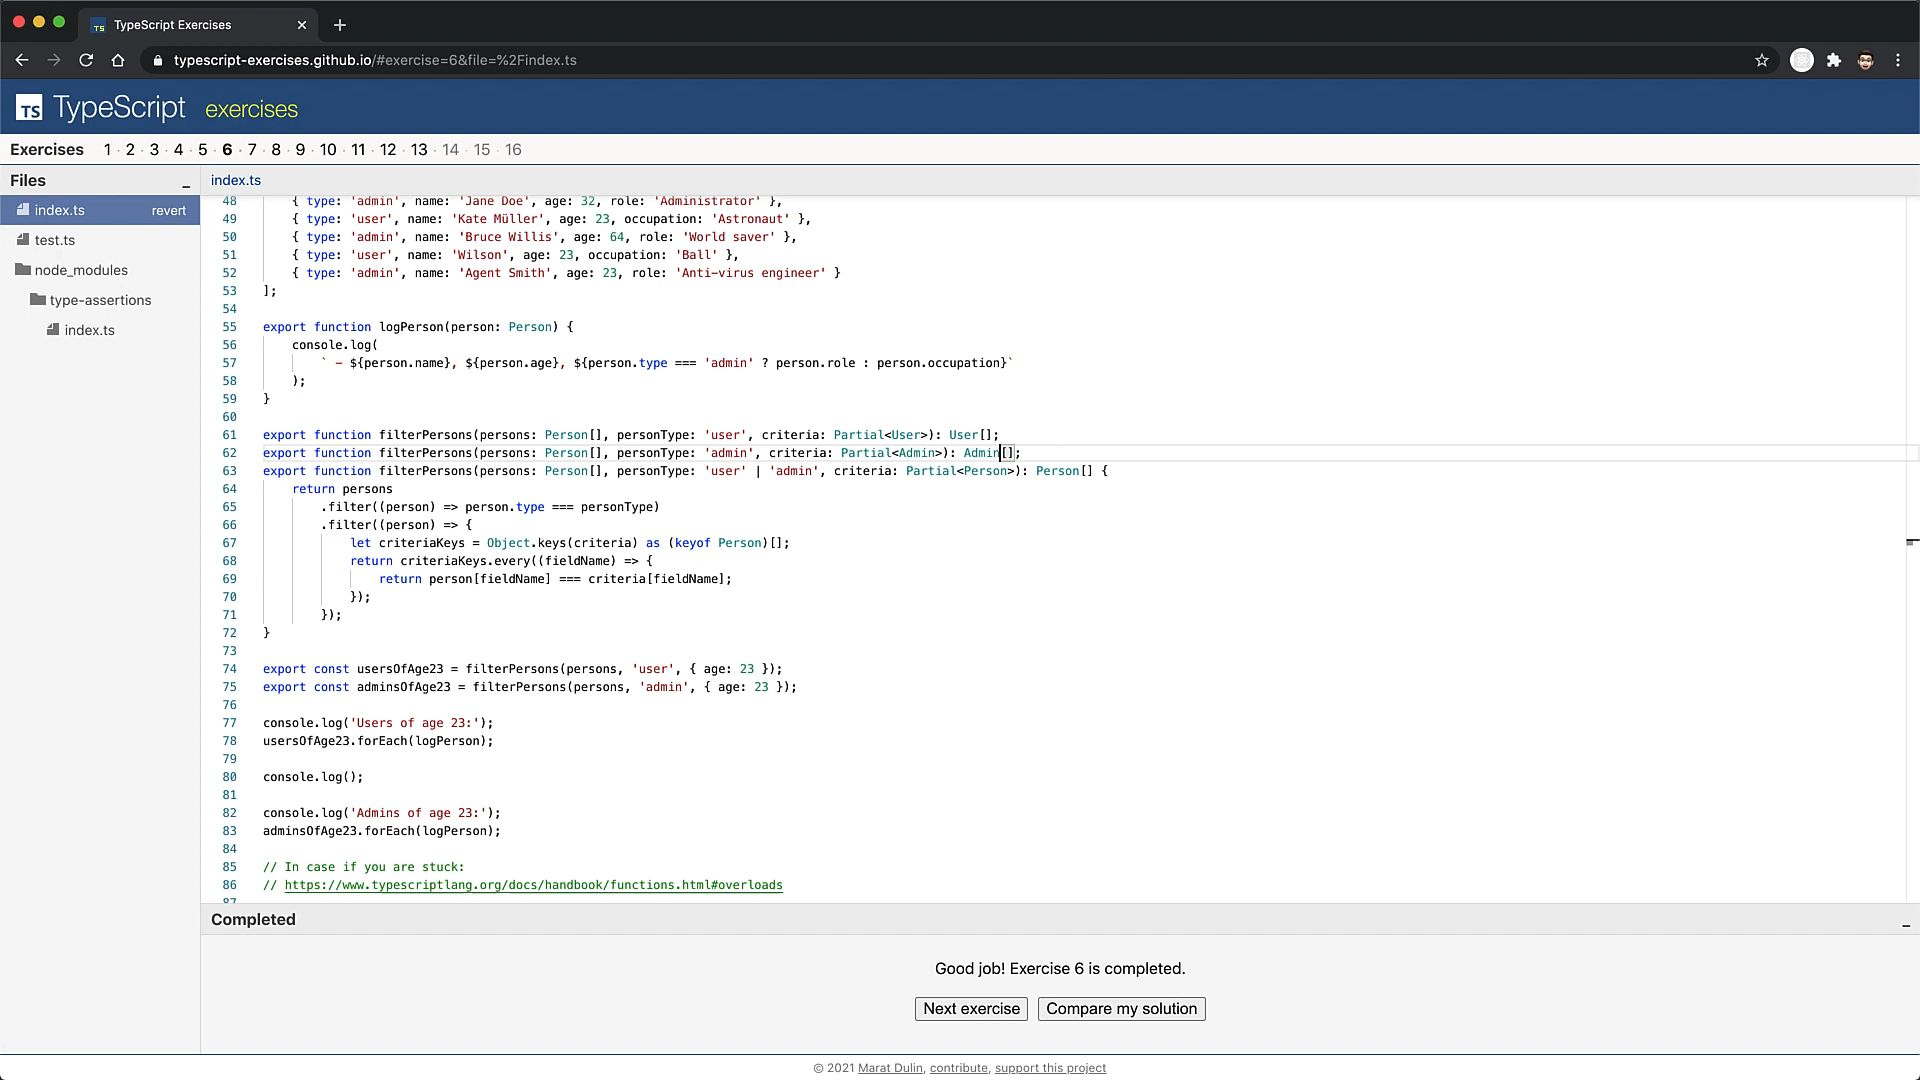 TypeScript Exercises
typescript-exercises.github.io/#exercise=6&file=%2Findex.ts
TS TypeScript exercises
Exercises 1 · 2 · 3 · 4 · 5 · 6 · 7 · 8 · 9 · 10 · 11 · 12 · 13 · 14 · 15 · 16
Files
index.ts revert
test.ts
node_modules
type-assertions
index.ts
index.ts
48 { type: 'admin', name: 'Jane Doe', age: 32, role: 'Administrator' },
49 { type: 'user', name: 'Kate Müller', age: 23, occupation: 'Astronaut' },
50 { type: 'admin', name: 'Bruce Willis', age: 64, role: 'World saver' },
51 { type: 'user', name: 'Wilson', age: 23, occupation: 'Ball' },
52 { type: 'admin', name: 'Agent Smith', age: 23, role: 'Anti-virus engineer' }
53 ];
54
55 export function logPerson(person: Person) {
56 console.log(
57 ` - ${person.name}, ${person.age}, ${person.type === 'admin' ? person.role : person.occupation}`
58 );
59 }
60
61 export function filterPersons(persons: Person[], personType: 'user', criteria: Partial<User>): User[];
62 export function filterPersons(persons: Person[], personType: 'admin', criteria: Partial<Admin>): Admin[];
63 export function filterPersons(persons: Person[], personType: 'user' | 'admin', criteria: Partial<Person>): Person[] {
64 return persons
65 .filter((person) => person.type === personType)
66 .filter((person) => {
67 let criteriaKeys = Object.keys(criteria) as (keyof Person)[];
68 return criteriaKeys.every((fieldName) => {
69 return person[fieldName] === criteria[fieldName];
70 });
71 });
72 }
73
74 export const usersOfAge23 = filterPersons(persons, 'user', { age: 23 });
75 export const adminsOfAge23 = filterPersons(persons, 'admin', { age: 23 });
76
77 console.log('Users of age 23:');
78 usersOfAge23.forEach(logPerson);
79
80 console.log();
81
82 console.log('Admins of age 23:');
83 adminsOfAge23.forEach(logPerson);
84
85 // In case if you are stuck:
86 // https://www.typescriptlang.org/docs/handbook/functions.html#overloads
87
Completed
Good job! Exercise 6 is completed.
Next exercise Compare my solution
© 2021 Marat Dulin, contribute, support this project